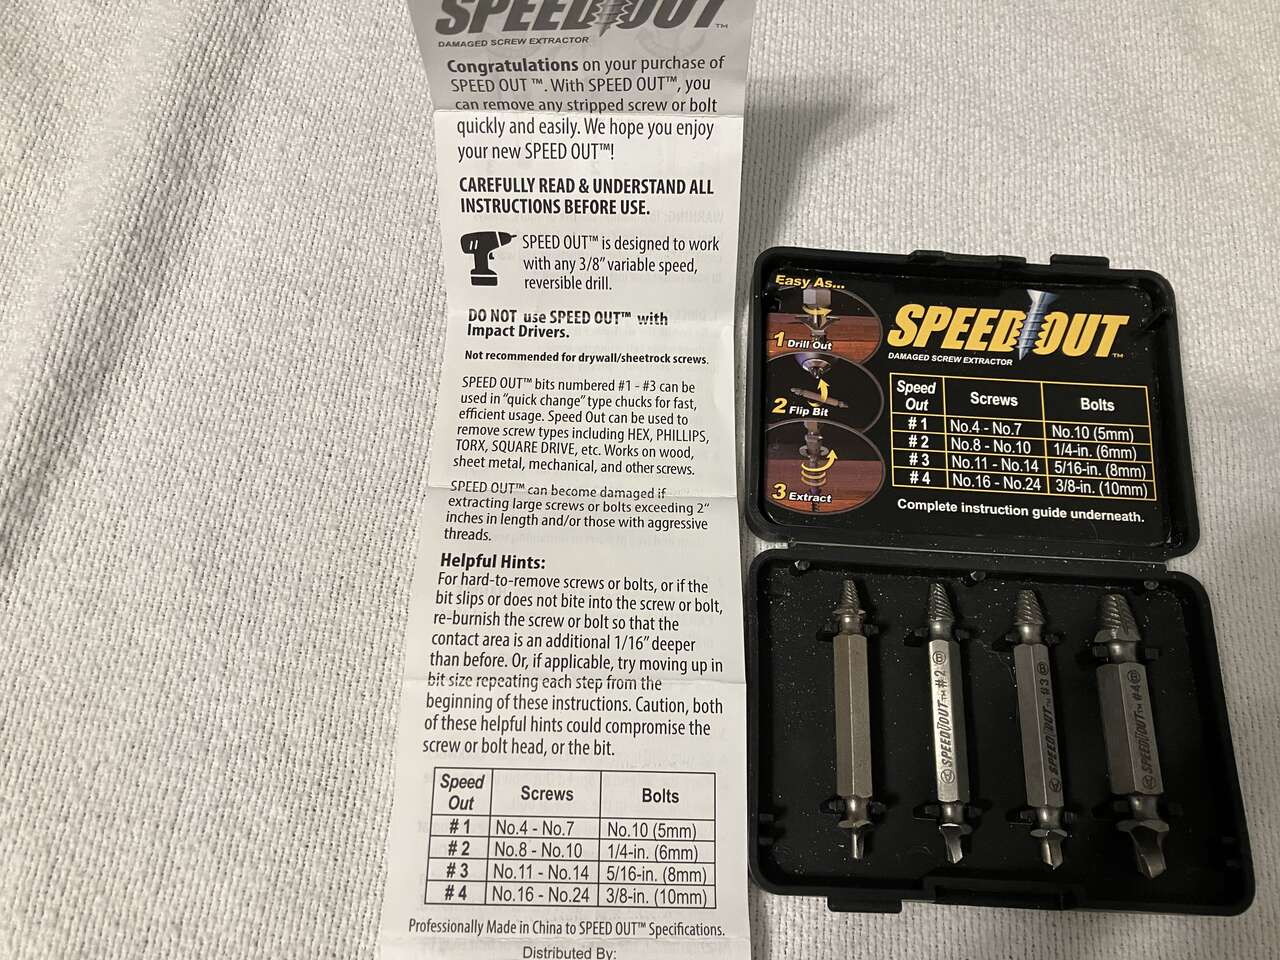 SPEED OUT™
DAMAGED SCREW EXTRACTOR
Congratulations on your purchase of
SPEED OUT ™. With SPEED OUT™, you
can remove any stripped screw or bolt
quickly and easily. We hope you enjoy
your new SPEED OUT™!
CAREFULLY READ & UNDERSTAND ALL
INSTRUCTIONS BEFORE USE.
SPEED OUT™ is designed to work
with any 3/8" variable speed,
reversible drill.
DO NOT use SPEED OUT™ with
Impact Drivers.
Not recommended for drywall/sheetrock screws.
SPEED OUT™ bits numbered #1 - #3 can be
used in "quick change" type chucks for fast,
efficient usage. Speed Out can be used to
remove screw types including HEX, PHILLIPS,
TORX, SQUARE DRIVE, etc. Works on wood,
sheet metal, mechanical, and other screws.
SPEED OUT™ can become damaged if
extracting large screws or bolts exceeding 2"
inches in length and/or those with aggressive
threads.
Helpful Hints:
For hard-to-remove screws or bolts, or if the
bit slips or does not bite into the screw or bolt,
re-burnish the screw or bolt so that the
contact area is an additional 1/16" deeper
than before. Or, if applicable, try moving up in
bit size repeating each step from the
beginning of these instructions. Caution, both
of these helpful hints could compromise the
screw or bolt head, or the bit.
Speed Out Screws Bolts
#1 No.4 - No.7 No.10 (5mm)
#2 No.8 - No.10 1/4-in. (6mm)
#3 No.11 - No.14 5/16-in. (8mm)
#4 No.16 - No.24 3/8-in. (10mm)
Professionally Made in China to SPEED OUT™ Specifications.
Distributed By:
Easy As...
1 Drill Out
2 Flip Bit
3 Extract
SPEED OUT™
DAMAGED SCREW EXTRACTOR
Speed Out Screws Bolts
#1 No.4 - No.7 No.10 (5mm)
#2 No.8 - No.10 1/4-in. (6mm)
#3 No.11 - No.14 5/16-in. (8mm)
#4 No.16 - No.24 3/8-in. (10mm)
Complete instruction guide underneath.
A SPEED OUT™ #2 B
A SPEED OUT™ #3 B
A SPEED OUT™ #4 B